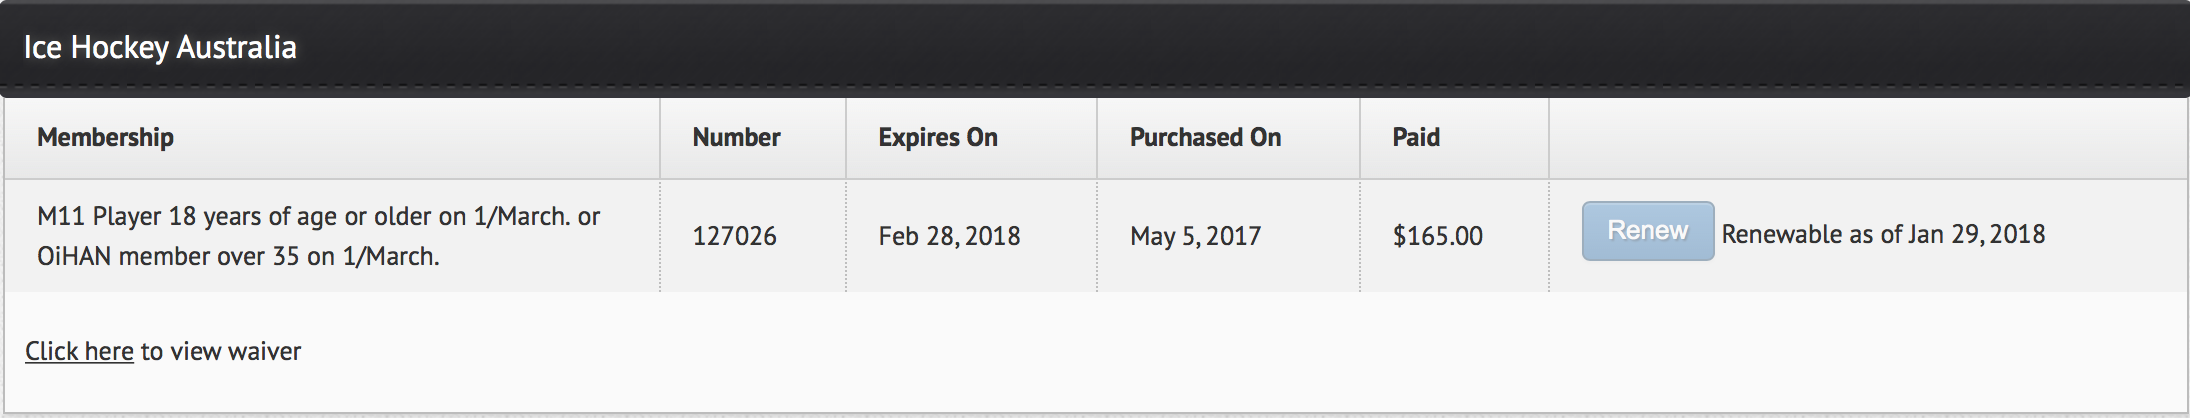 Ice Hockey Australia
Membership Number Expires On Purchased On Paid
M11 Player 18 years of age or older on 1/March. or
OiHAN member over 35 on 1/March.
127026 Feb 28, 2018 May 5, 2017 $165.00 Renew Renewable as of Jan 29, 2018
Click here to view waiver